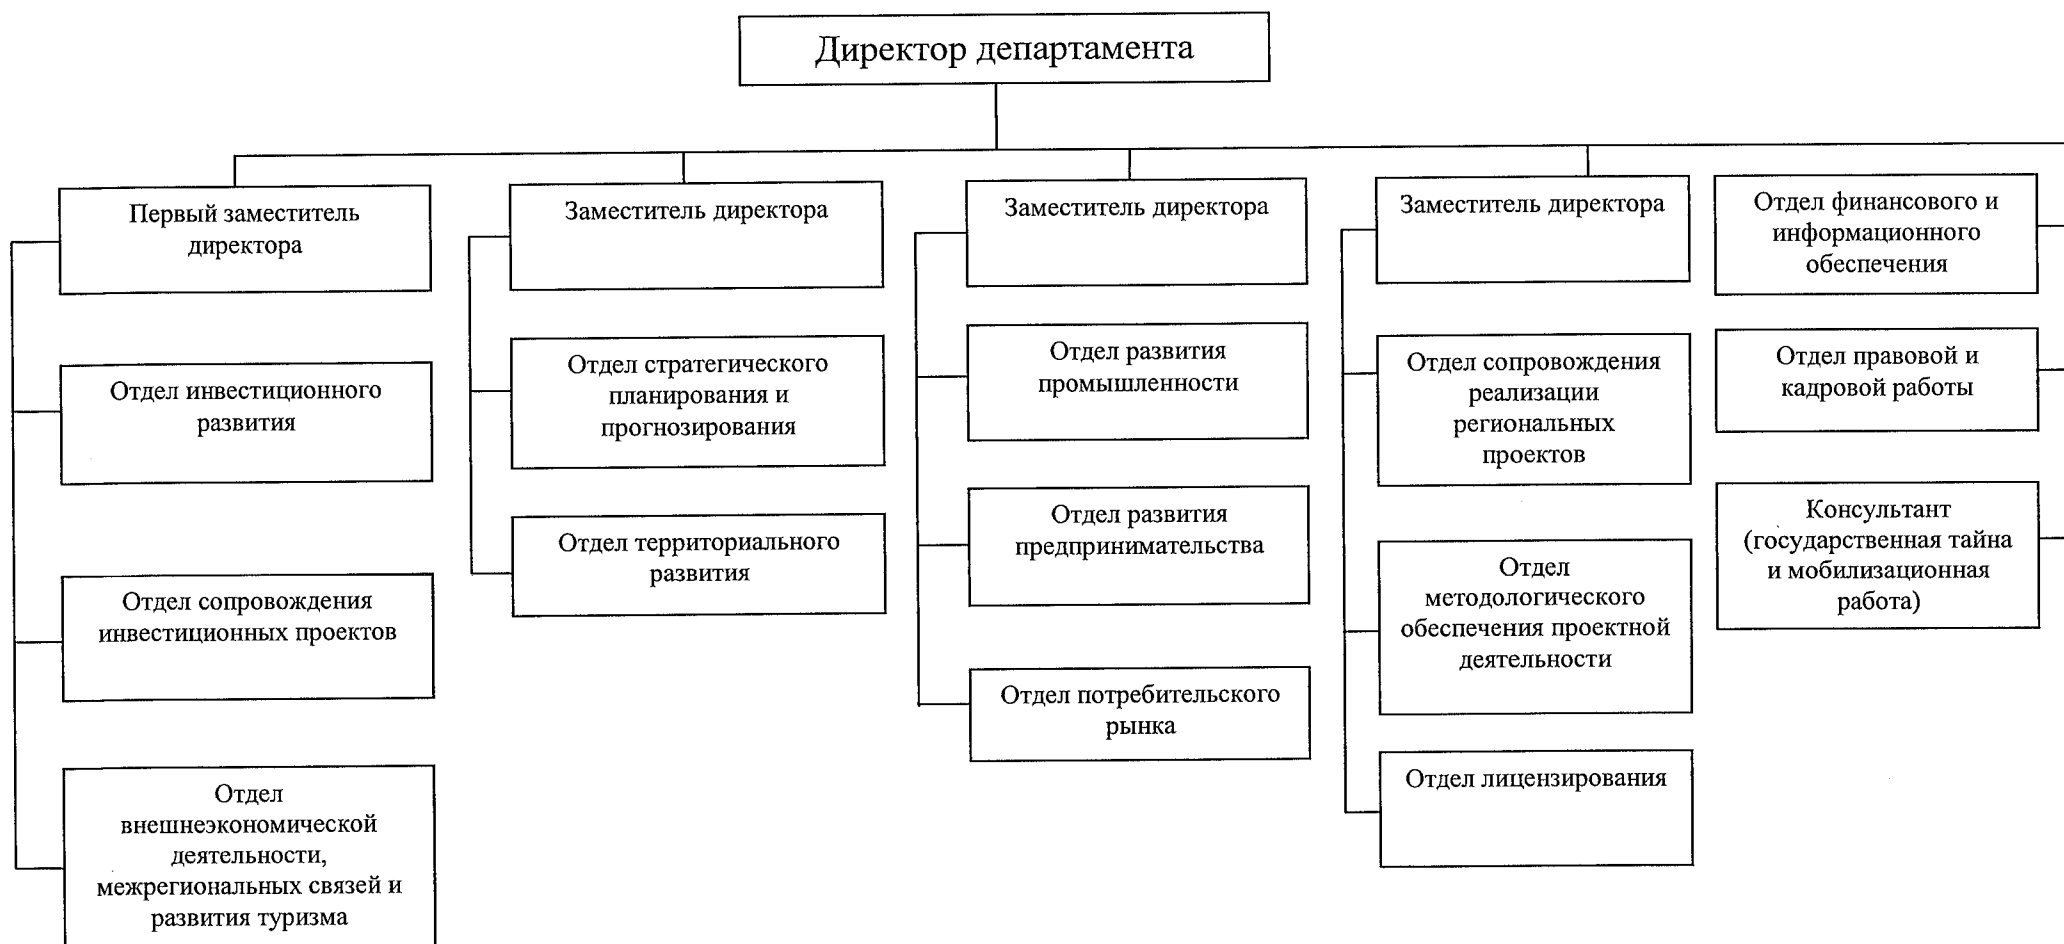 Директор департамента
Первый заместитель
директора
Отдел инвестиционного
развития
Отдел сопровождения
инвестиционных проектов
Отдел
внешнеэкономической
деятельности,
межрегиональных связей и
развития туризма
Заместитель директора
Отдел стратегического
планирования и
прогнозирования
Отдел территориального
развития
Заместитель директора
Отдел развития
промышленности
Отдел развития
предпринимательства
Отдел потребительского
рынка
Заместитель директора
Отдел сопровождения
реализации
региональных
проектов
Отдел
методологического
обеспечения проектной
деятельности
Отдел лицензирования
Отдел финансового и
информационного
обеспечения
Отдел правовой и
кадровой работы
Консультант
(государственная тайна
и мобилизационная
работа)